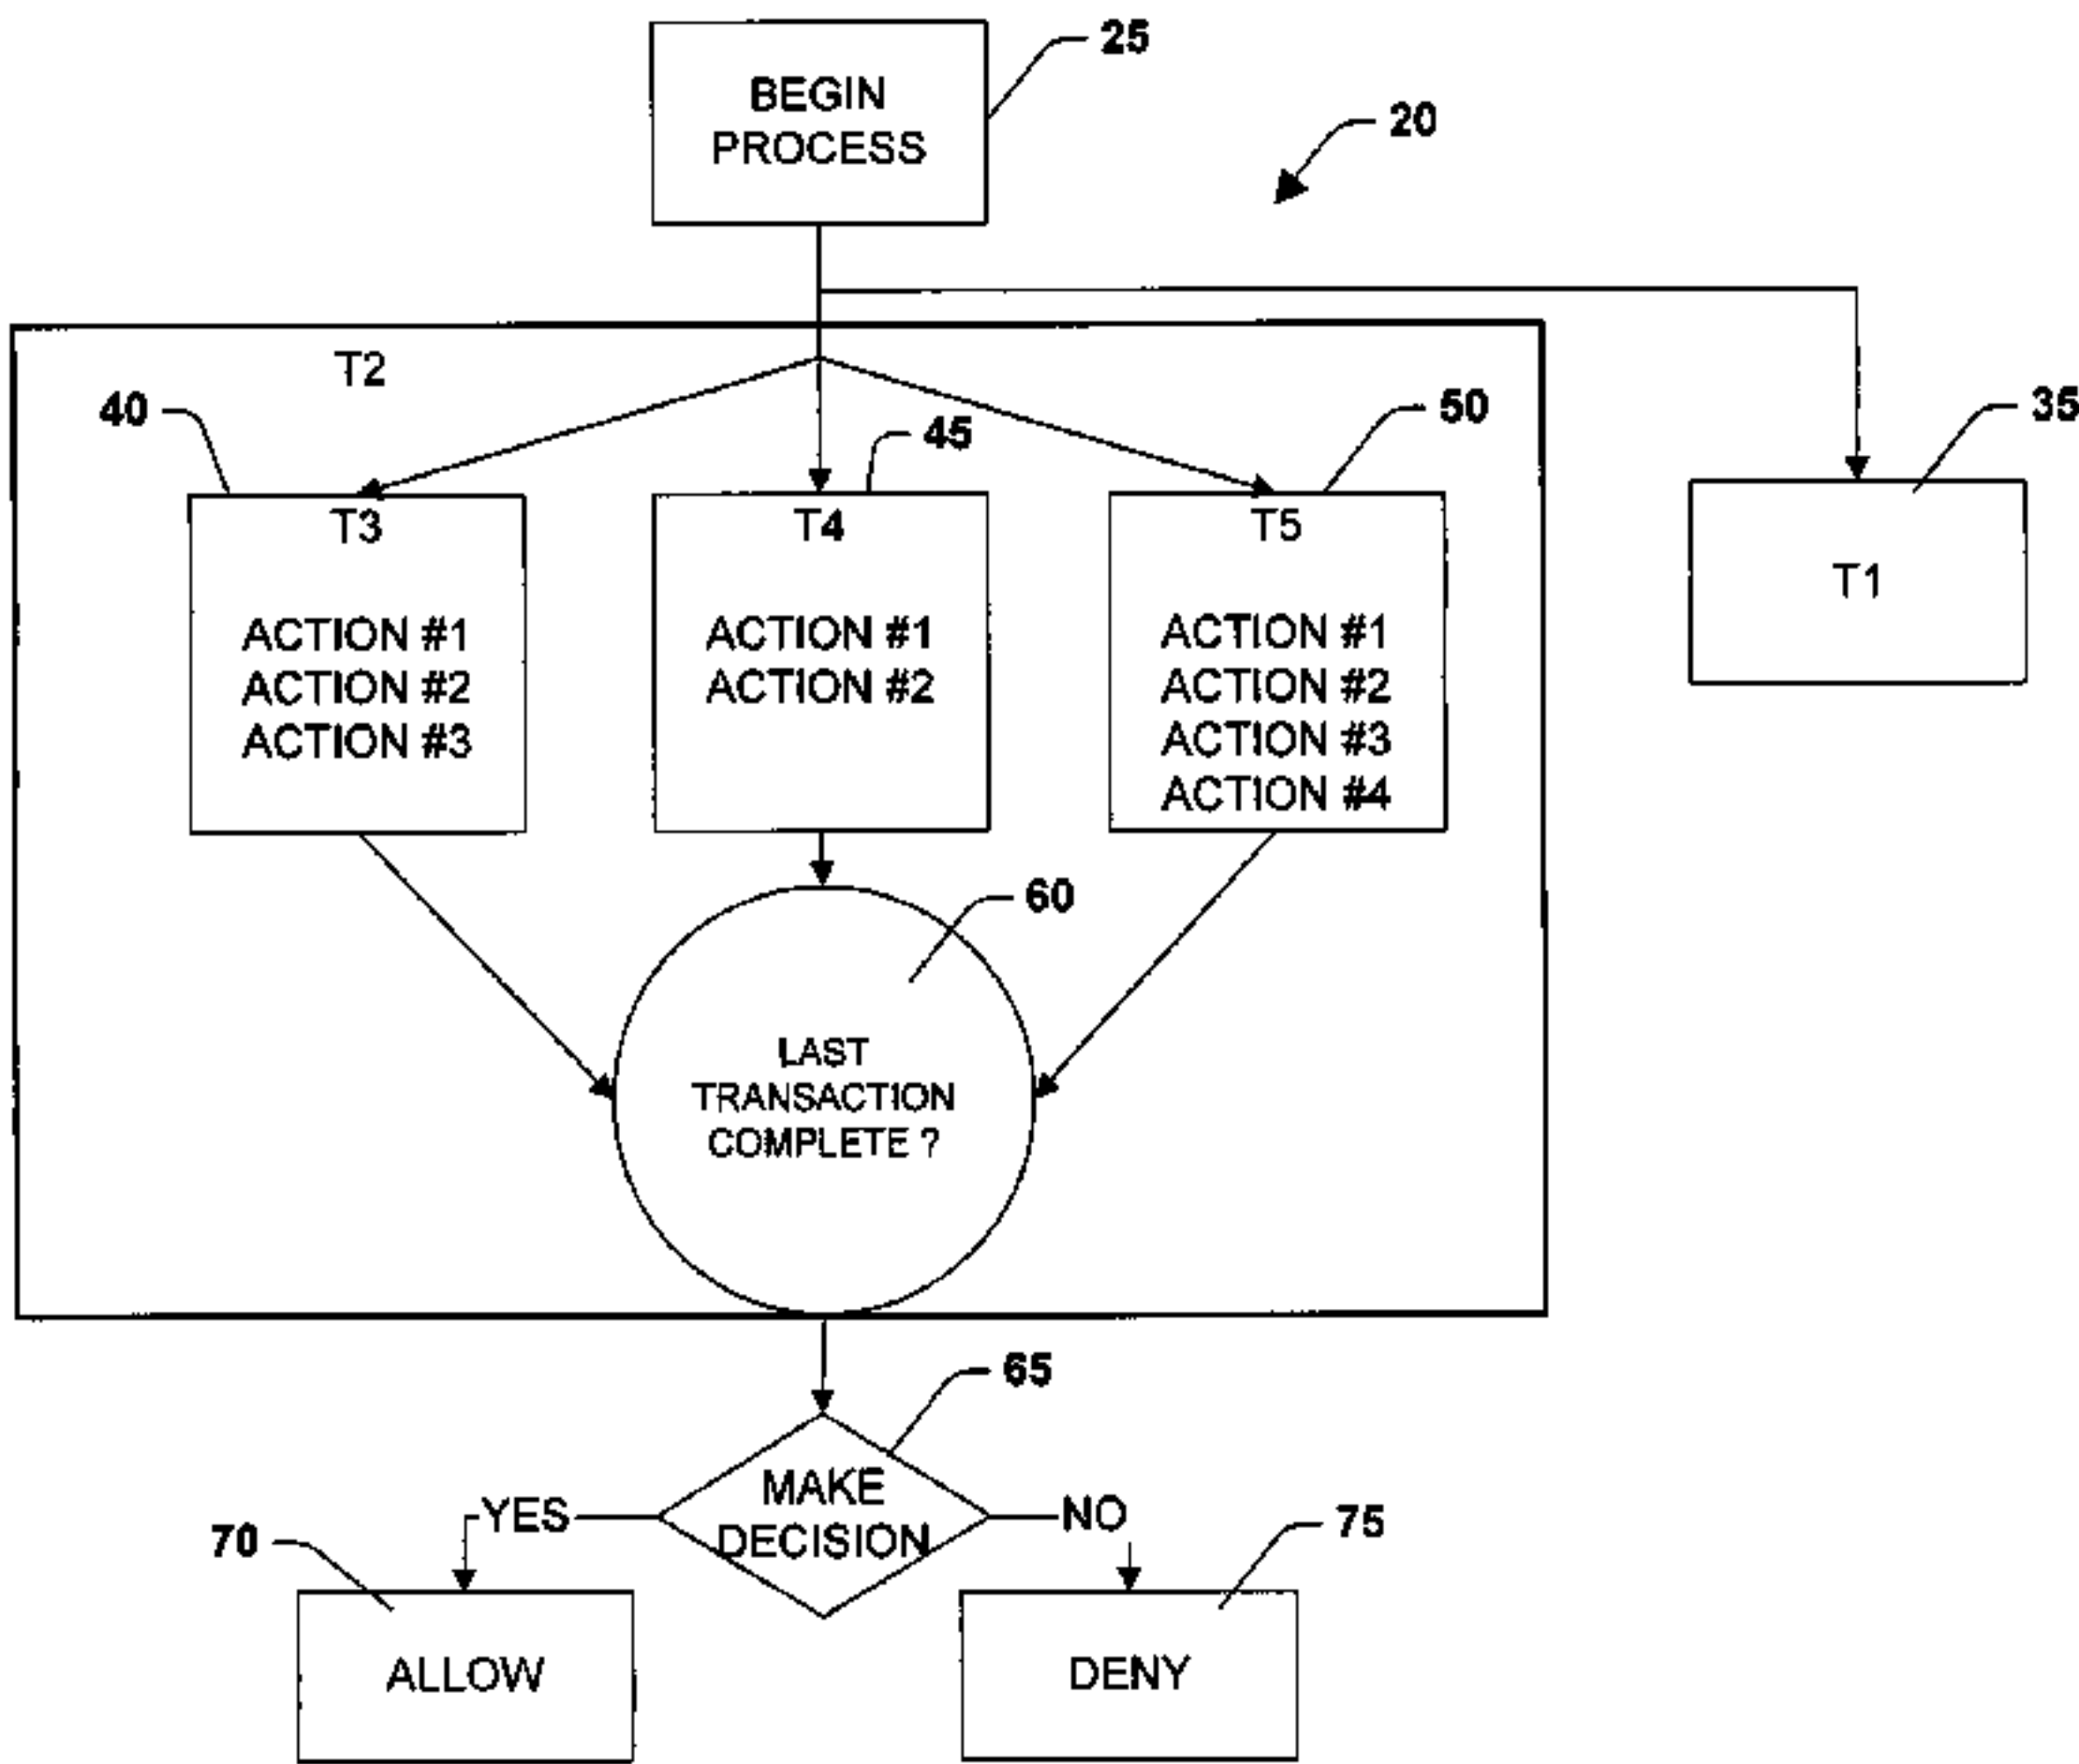 25
BEGIN
PROCESS
20
T2
40
45
50
35
T3
ACTION #1
ACTION #2
ACTION #3
T4
ACTION #1
ACTION #2
T5
ACTION #1
ACTION #2
ACTION #3
ACTION #4
T1
60
LAST
TRANSACTION
COMPLETE ?
65
MAKE
DECISION
YES
NO
70
75
ALLOW
DENY